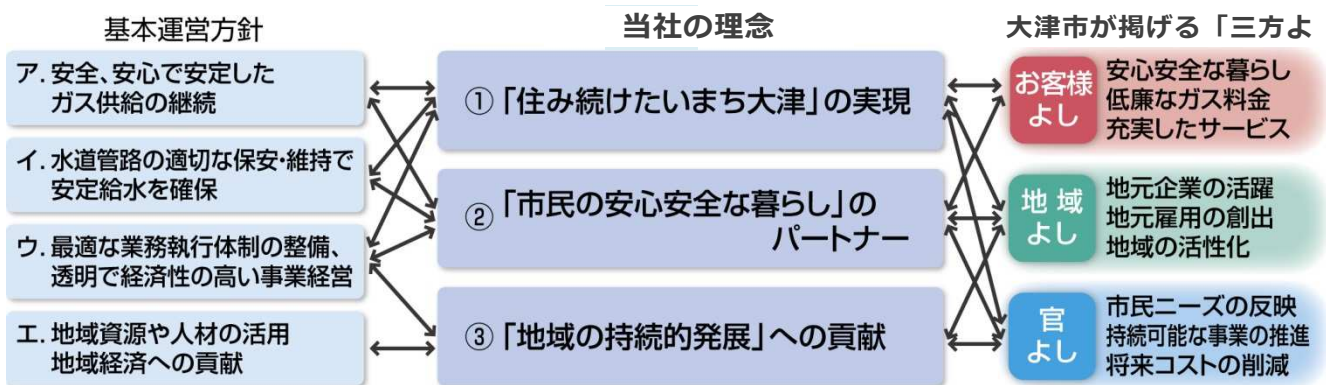 基本運営方針
ア. 安全、安心で安定した
ガス供給の継続
イ. 水道管路の適切な保安・維持で
安定給水を確保
ウ. 最適な業務執行体制の整備、
透明で経済性の高い事業経営
エ. 地域資源や人材の活用
地域経済への貢献
当社の理念
①「住み続けたいまち大津」の実現
②「市民の安心安全な暮らし」の
パートナー
③「地域の持続的発展」への貢献
大津市が掲げる「三方よ
お客様
よし
安心安全な暮らし
低廉なガス料金
充実したサービス
地域
よし
地元企業の活躍
地元雇用の創出
地域の活性化
官
よし
市民ニーズの反映
持続可能な事業の推進
将来コストの削減